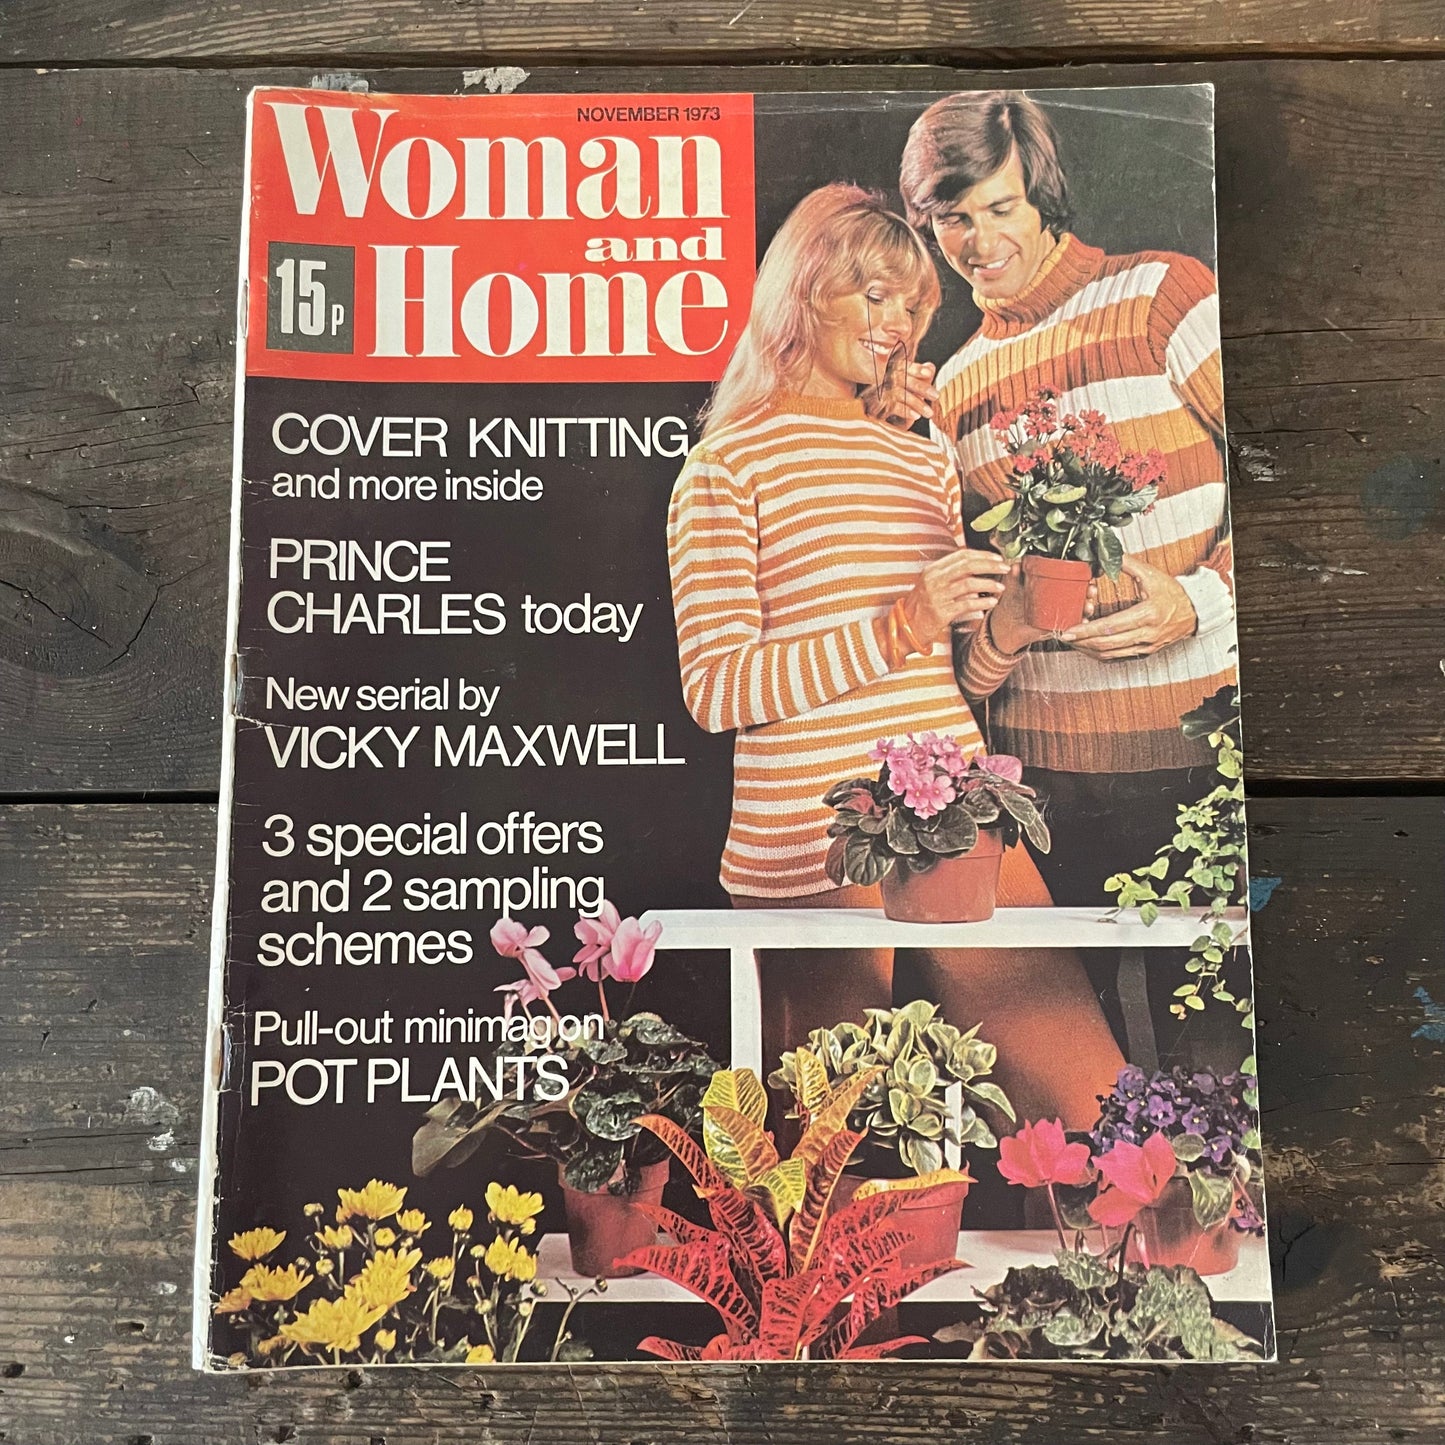 NOVEMBER 1973
Woman
and
Home
15P
COVER KNITTING
and more inside
PRINCE
CHARLES today
New serial by
VICKY MAXWELL
3 special offers
and 2 sampling
schemes
Pull-out minimag on
POT PLANTS